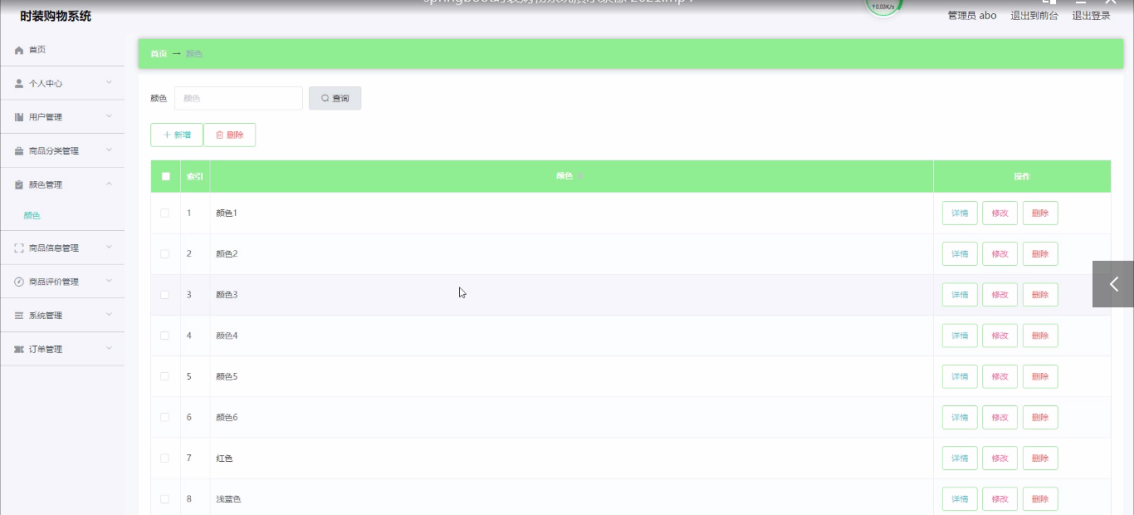 时装购物系统
管理员 abo 退出到前台 退出登录
首页
个人中心
用户管理
商品分类管理
颜色管理
颜色
商品信息管理
商品评价管理
系统管理
订单管理
首页 → 颜色
颜色 颜色 查询
新增 删除
索引 颜色 操作
1 颜色1 详情 修改 删除
2 颜色2 详情 修改 删除
3 颜色3 详情 修改 删除
4 颜色4 详情 修改 删除
5 颜色5 详情 修改 删除
6 颜色6 详情 修改 删除
7 红色 详情 修改 删除
8 浅蓝色 详情 修改 删除